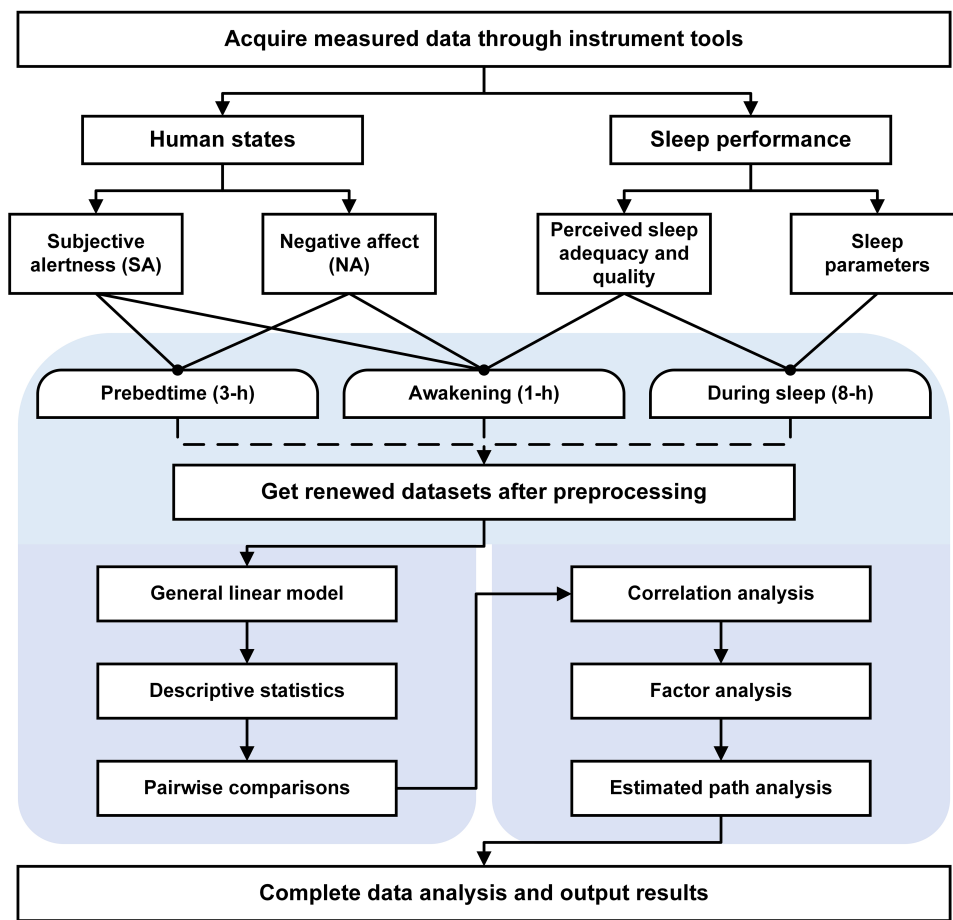 Acquire measured data through instrument tools
Human states
Sleep performance
Subjective
alertness (SA)
Negative affect
(NA)
Perceived sleep
adequacy and
quality
Sleep
parameters
Prebedtime (3-h)
Awakening (1-h)
During sleep (8-h)
Get renewed datasets after preprocessing
General linear model
Descriptive statistics
Pairwise comparisons
Correlation analysis
Factor analysis
Estimated path analysis
Complete data analysis and output results